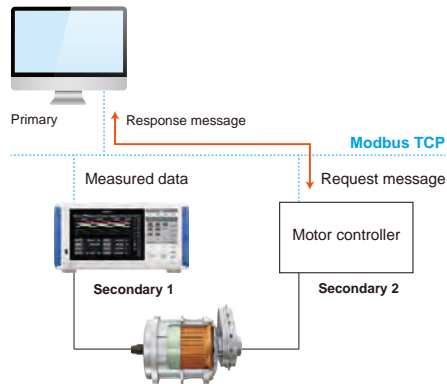 Primary
Response message
Modbus TCP
Measured data
Request message
Motor controller
Secondary 1
Secondary 2